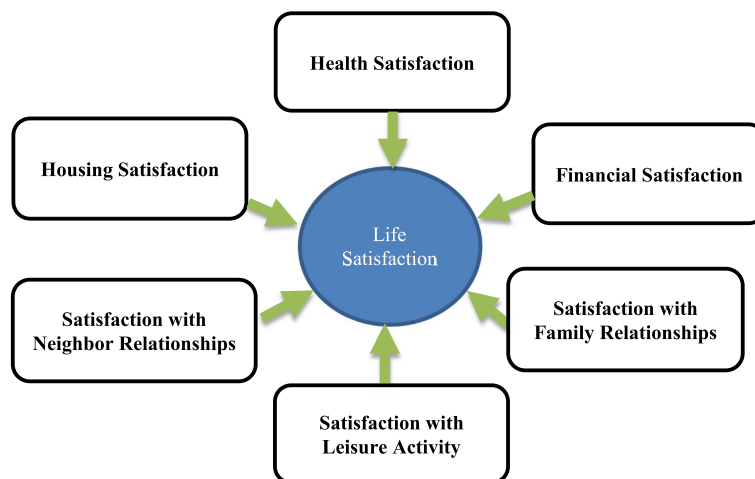 Health Satisfaction
Housing Satisfaction
Financial Satisfaction
Life
Satisfaction
Satisfaction with
Neighbor Relationships
Satisfaction with
Family Relationships
Satisfaction with
Leisure Activity